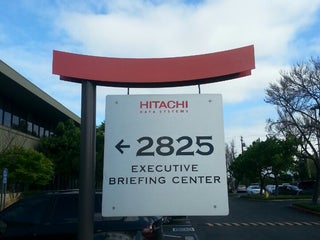 HITACHI
DATA SYSTEMS
← 2825
EXECUTIVE
BRIEFING CENTER